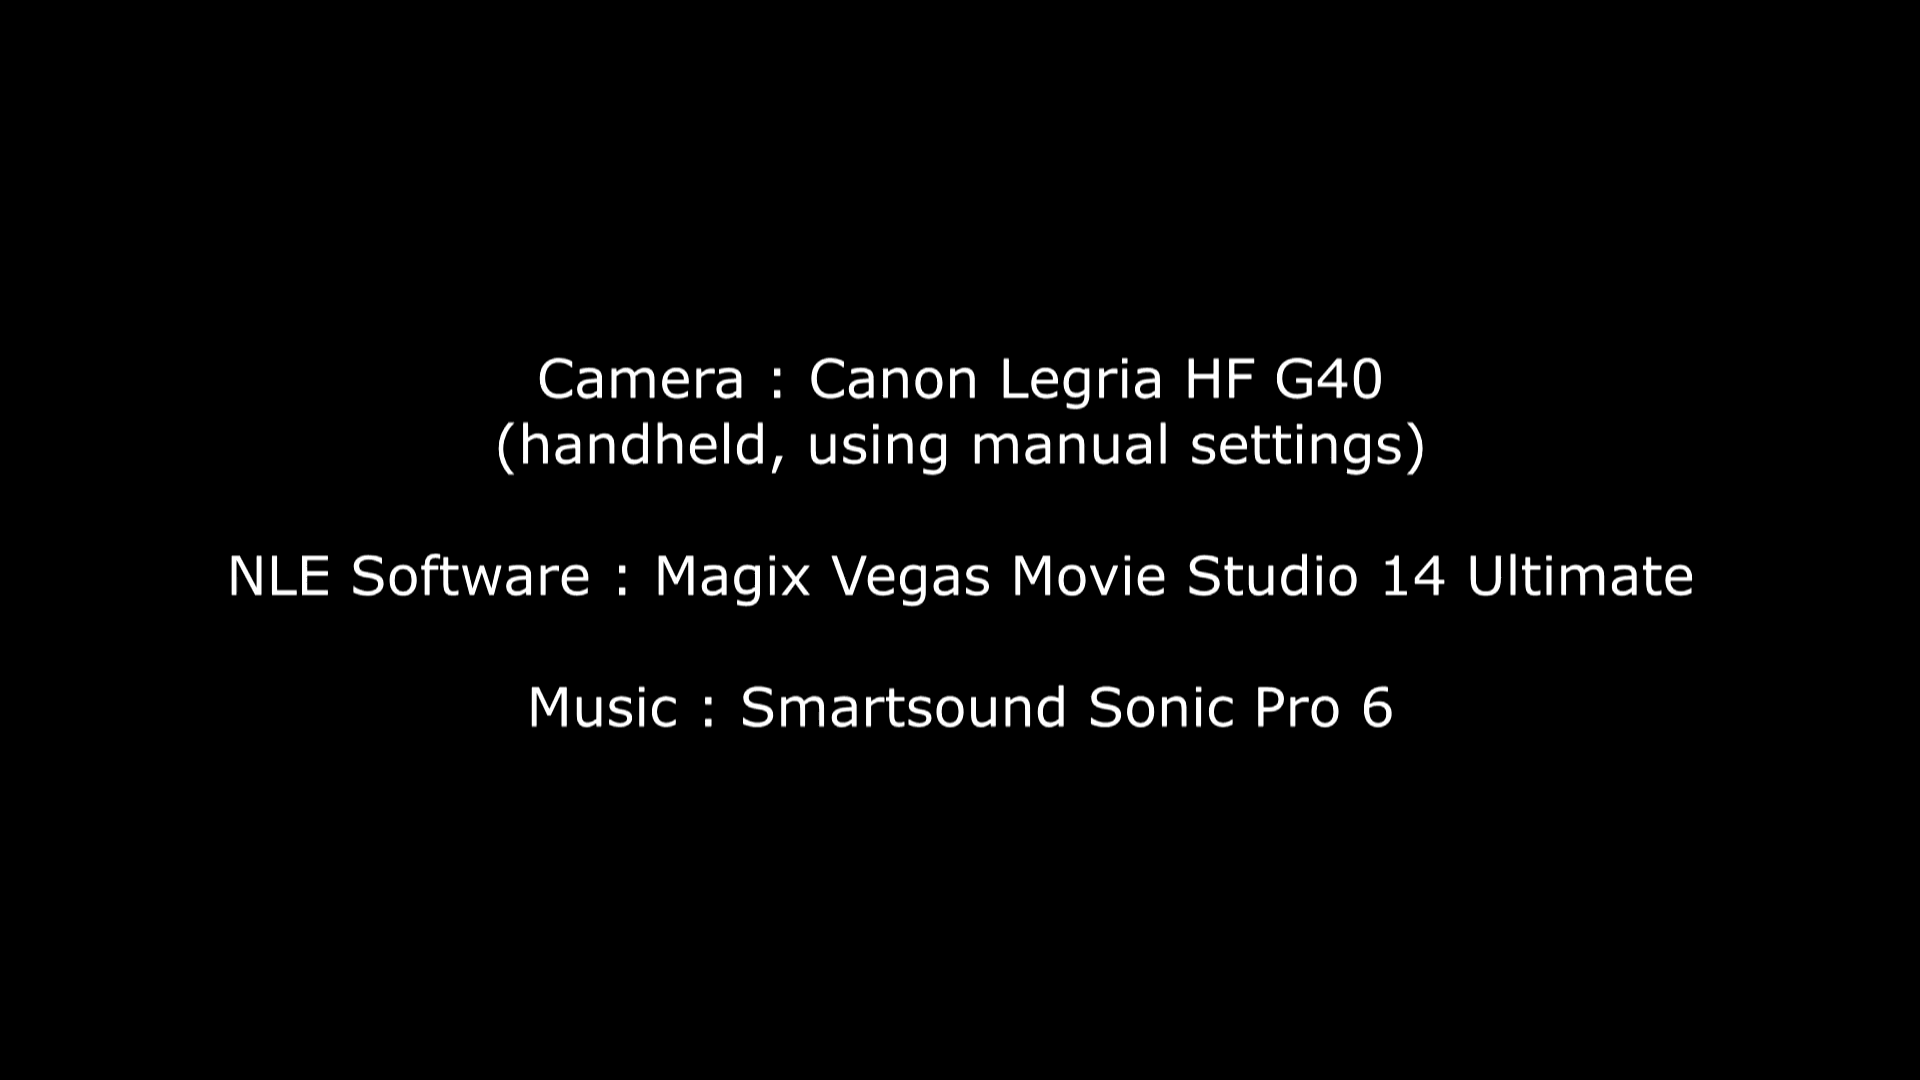 Camera : Canon Legria HF G40
(handheld, using manual settings)
NLE Software : Magix Vegas Movie Studio 14 Ultimate
Music : Smartsound Sonic Pro 6